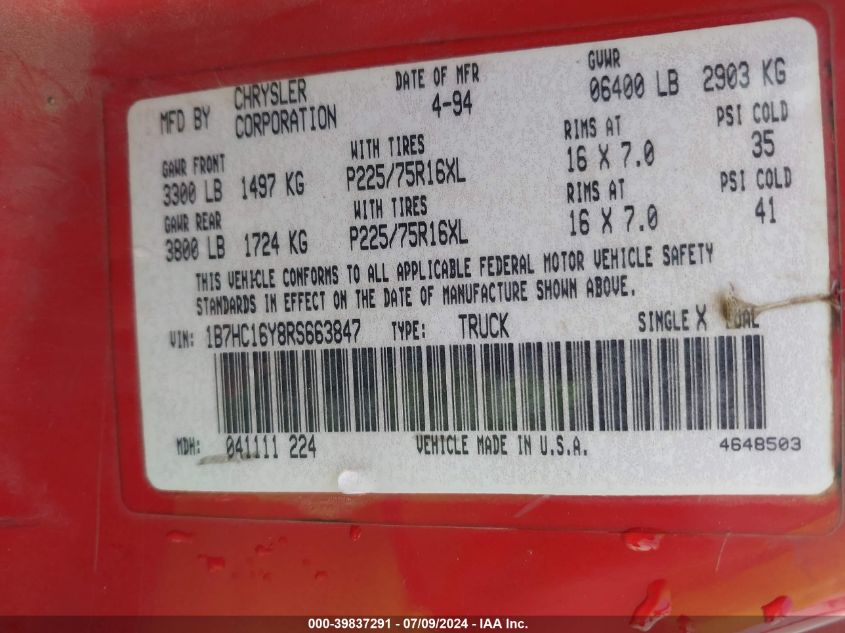 MFD BY CHRYSLER CORPORATION DATE OF MFR 4-94 GVWR 06400 LB 2903 KG
GAWR FRONT 3300 LB 1497 KG WITH TIRES P225/75R16XL RIMS AT 16 X 7.0 PSI COLD 35
GAWR REAR 3800 LB 1724 KG WITH TIRES P225/75R16XL RIMS AT 16 X 7.0 PSI COLD 41
THIS VEHICLE CONFORMS TO ALL APPLICABLE FEDERAL MOTOR VEHICLE SAFETY
STANDARDS IN EFFECT ON THE DATE OF MANUFACTURE SHOWN ABOVE.
VIN: 1B7HC16Y8RS663847 TYPE: TRUCK SINGLE X DUAL
MDH: 041111 224 VEHICLE MADE IN U.S.A. 4648503
000-39837291 - 07/09/2024 - IAA Inc.